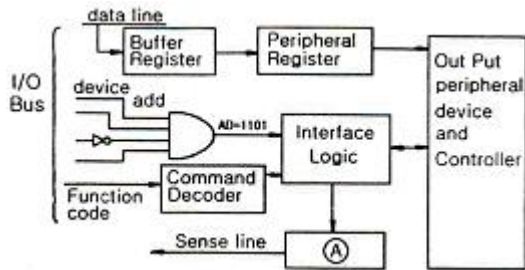 data line
Buffer
Register
Peripheral
Register
Out Put
peripheral
device
and
Controller
I/O
Bus
device
add
AD=1101
Interface
Logic
Command
Decoder
Function
code
Sense line
A